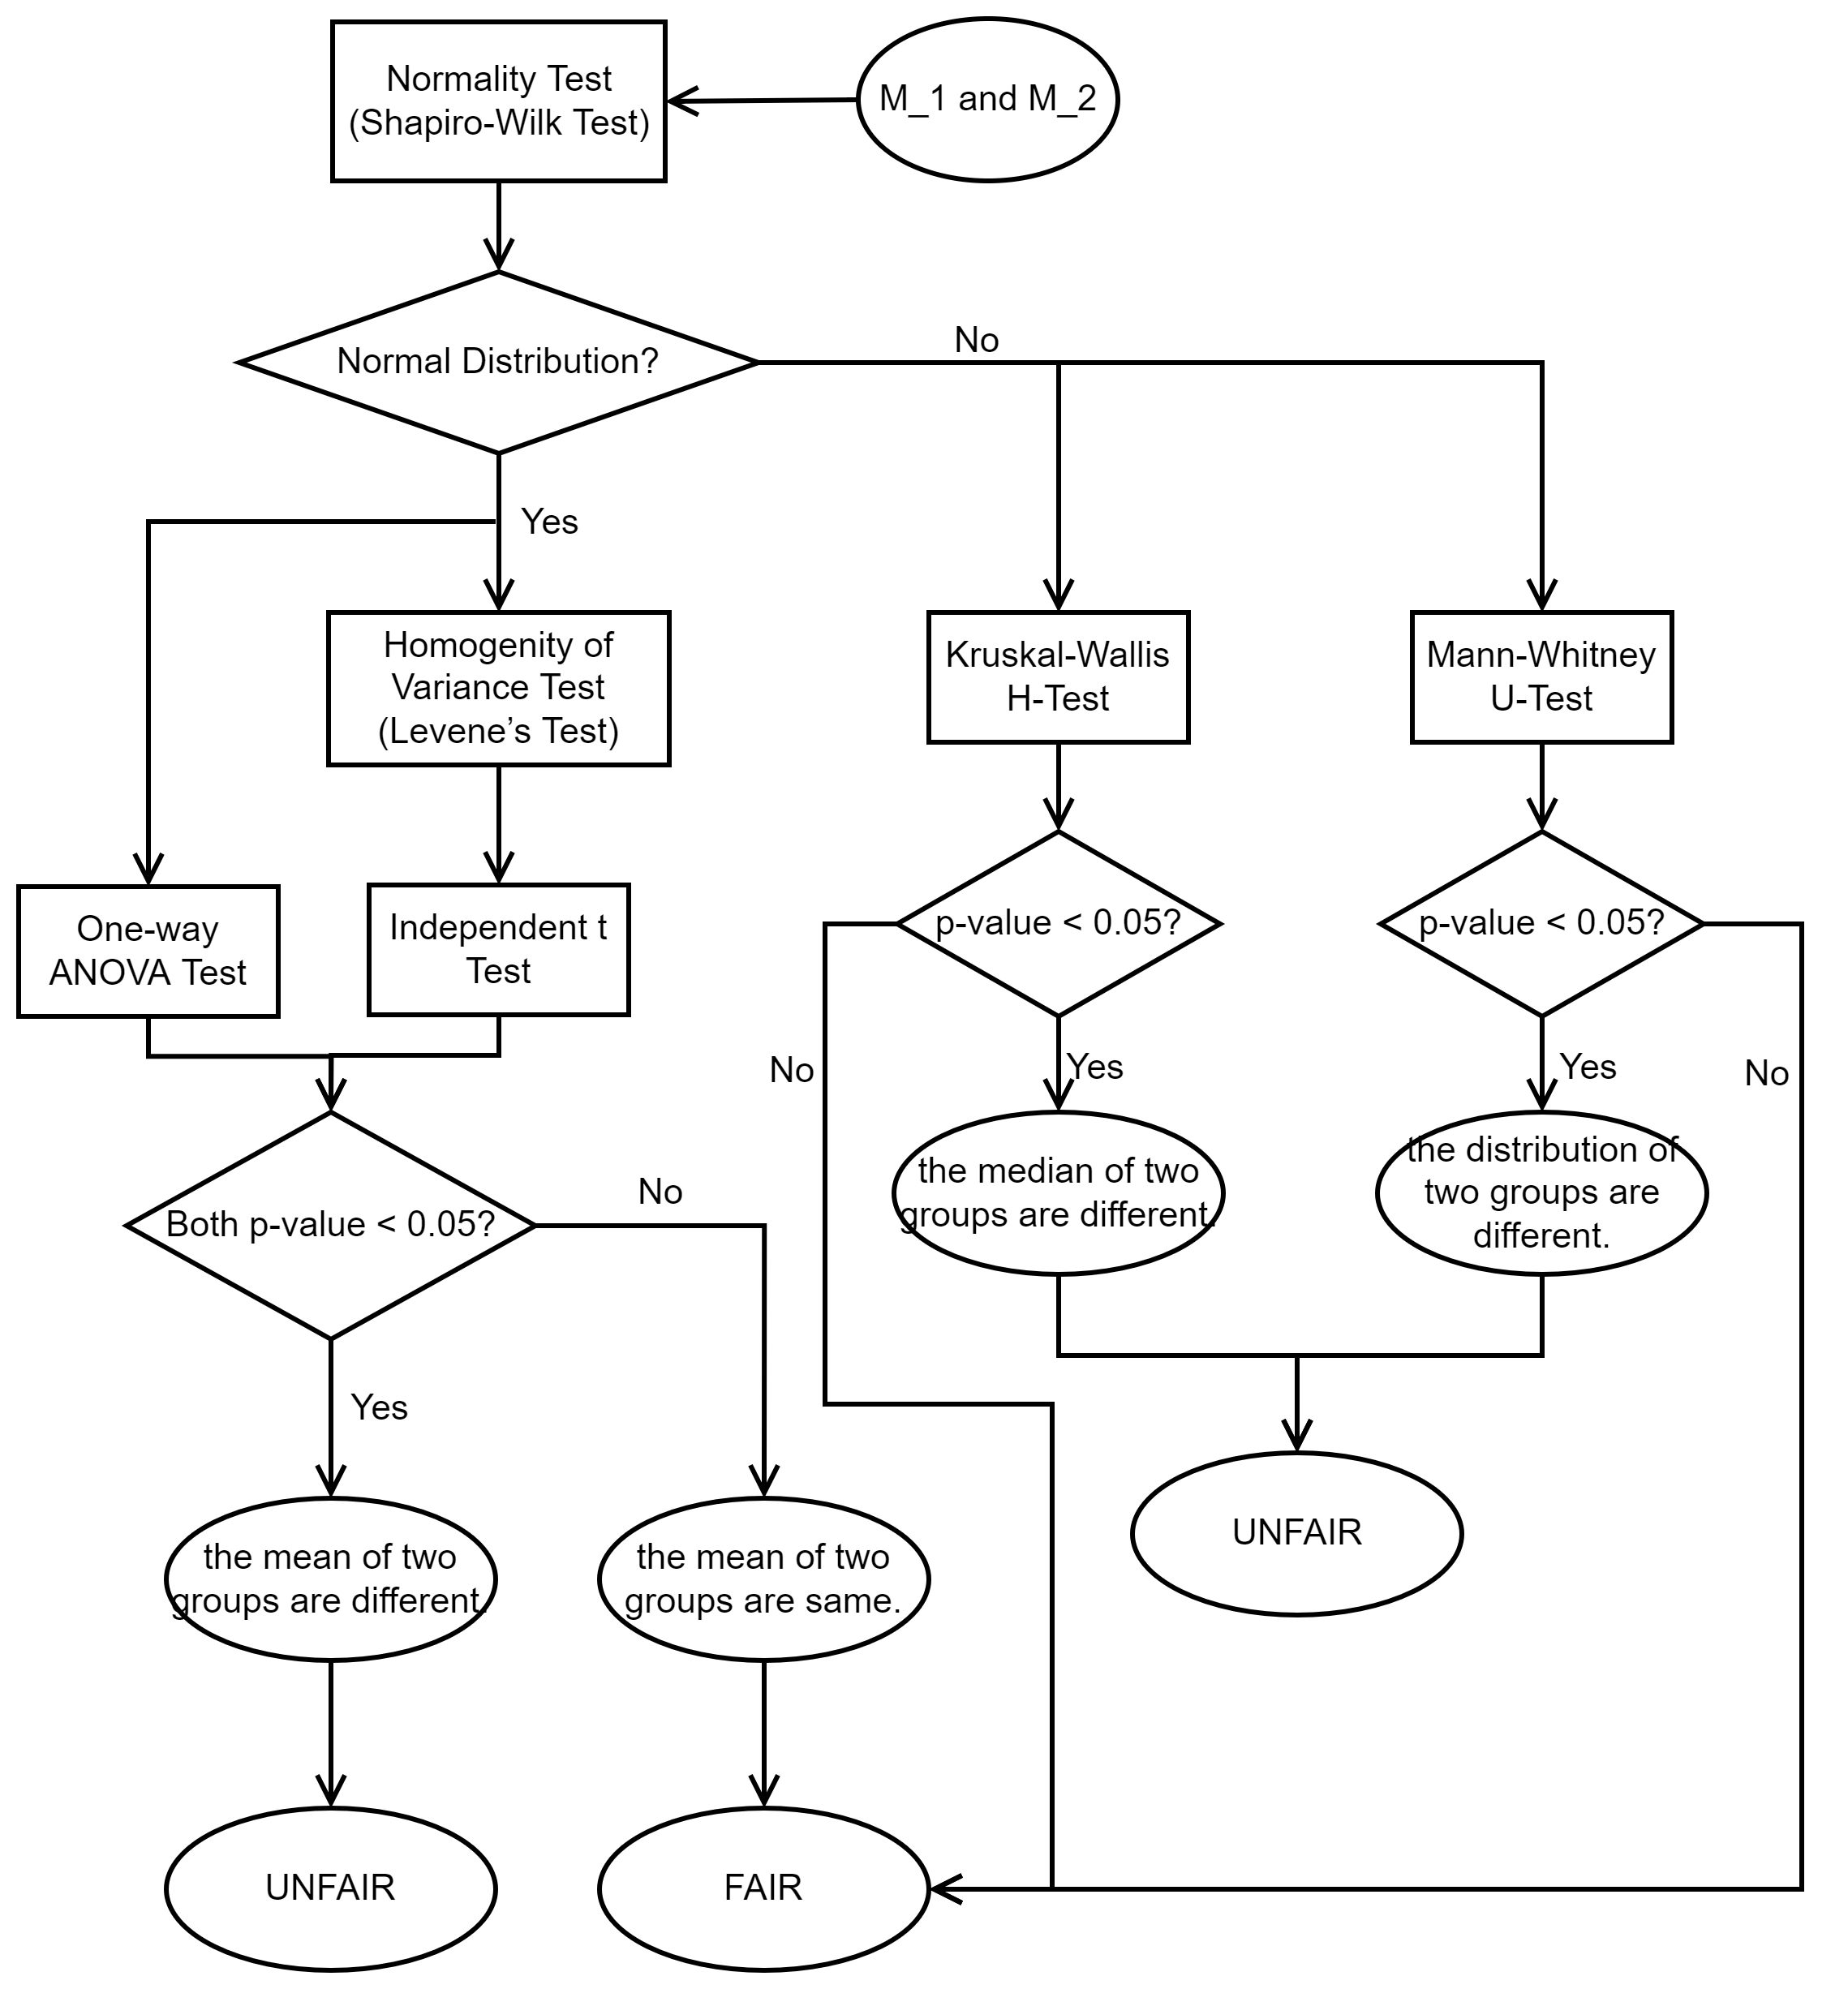 Normality Test
(Shapiro-Wilk Test)
M_1 and M_2
Normal Distribution?
No
Yes
Homogenity of
Variance Test
(Levene’s Test)
Kruskal-Wallis
H-Test
Mann-Whitney
U-Test
One-way
ANOVA Test
Independent t
Test
p-value < 0.05?
p-value < 0.05?
No
Yes
Yes
No
Both p-value < 0.05?
No
the median of two
groups are different.
the distribution of
two groups are
different.
Yes
the mean of two
groups are different.
the mean of two
groups are same.
UNFAIR
UNFAIR
FAIR